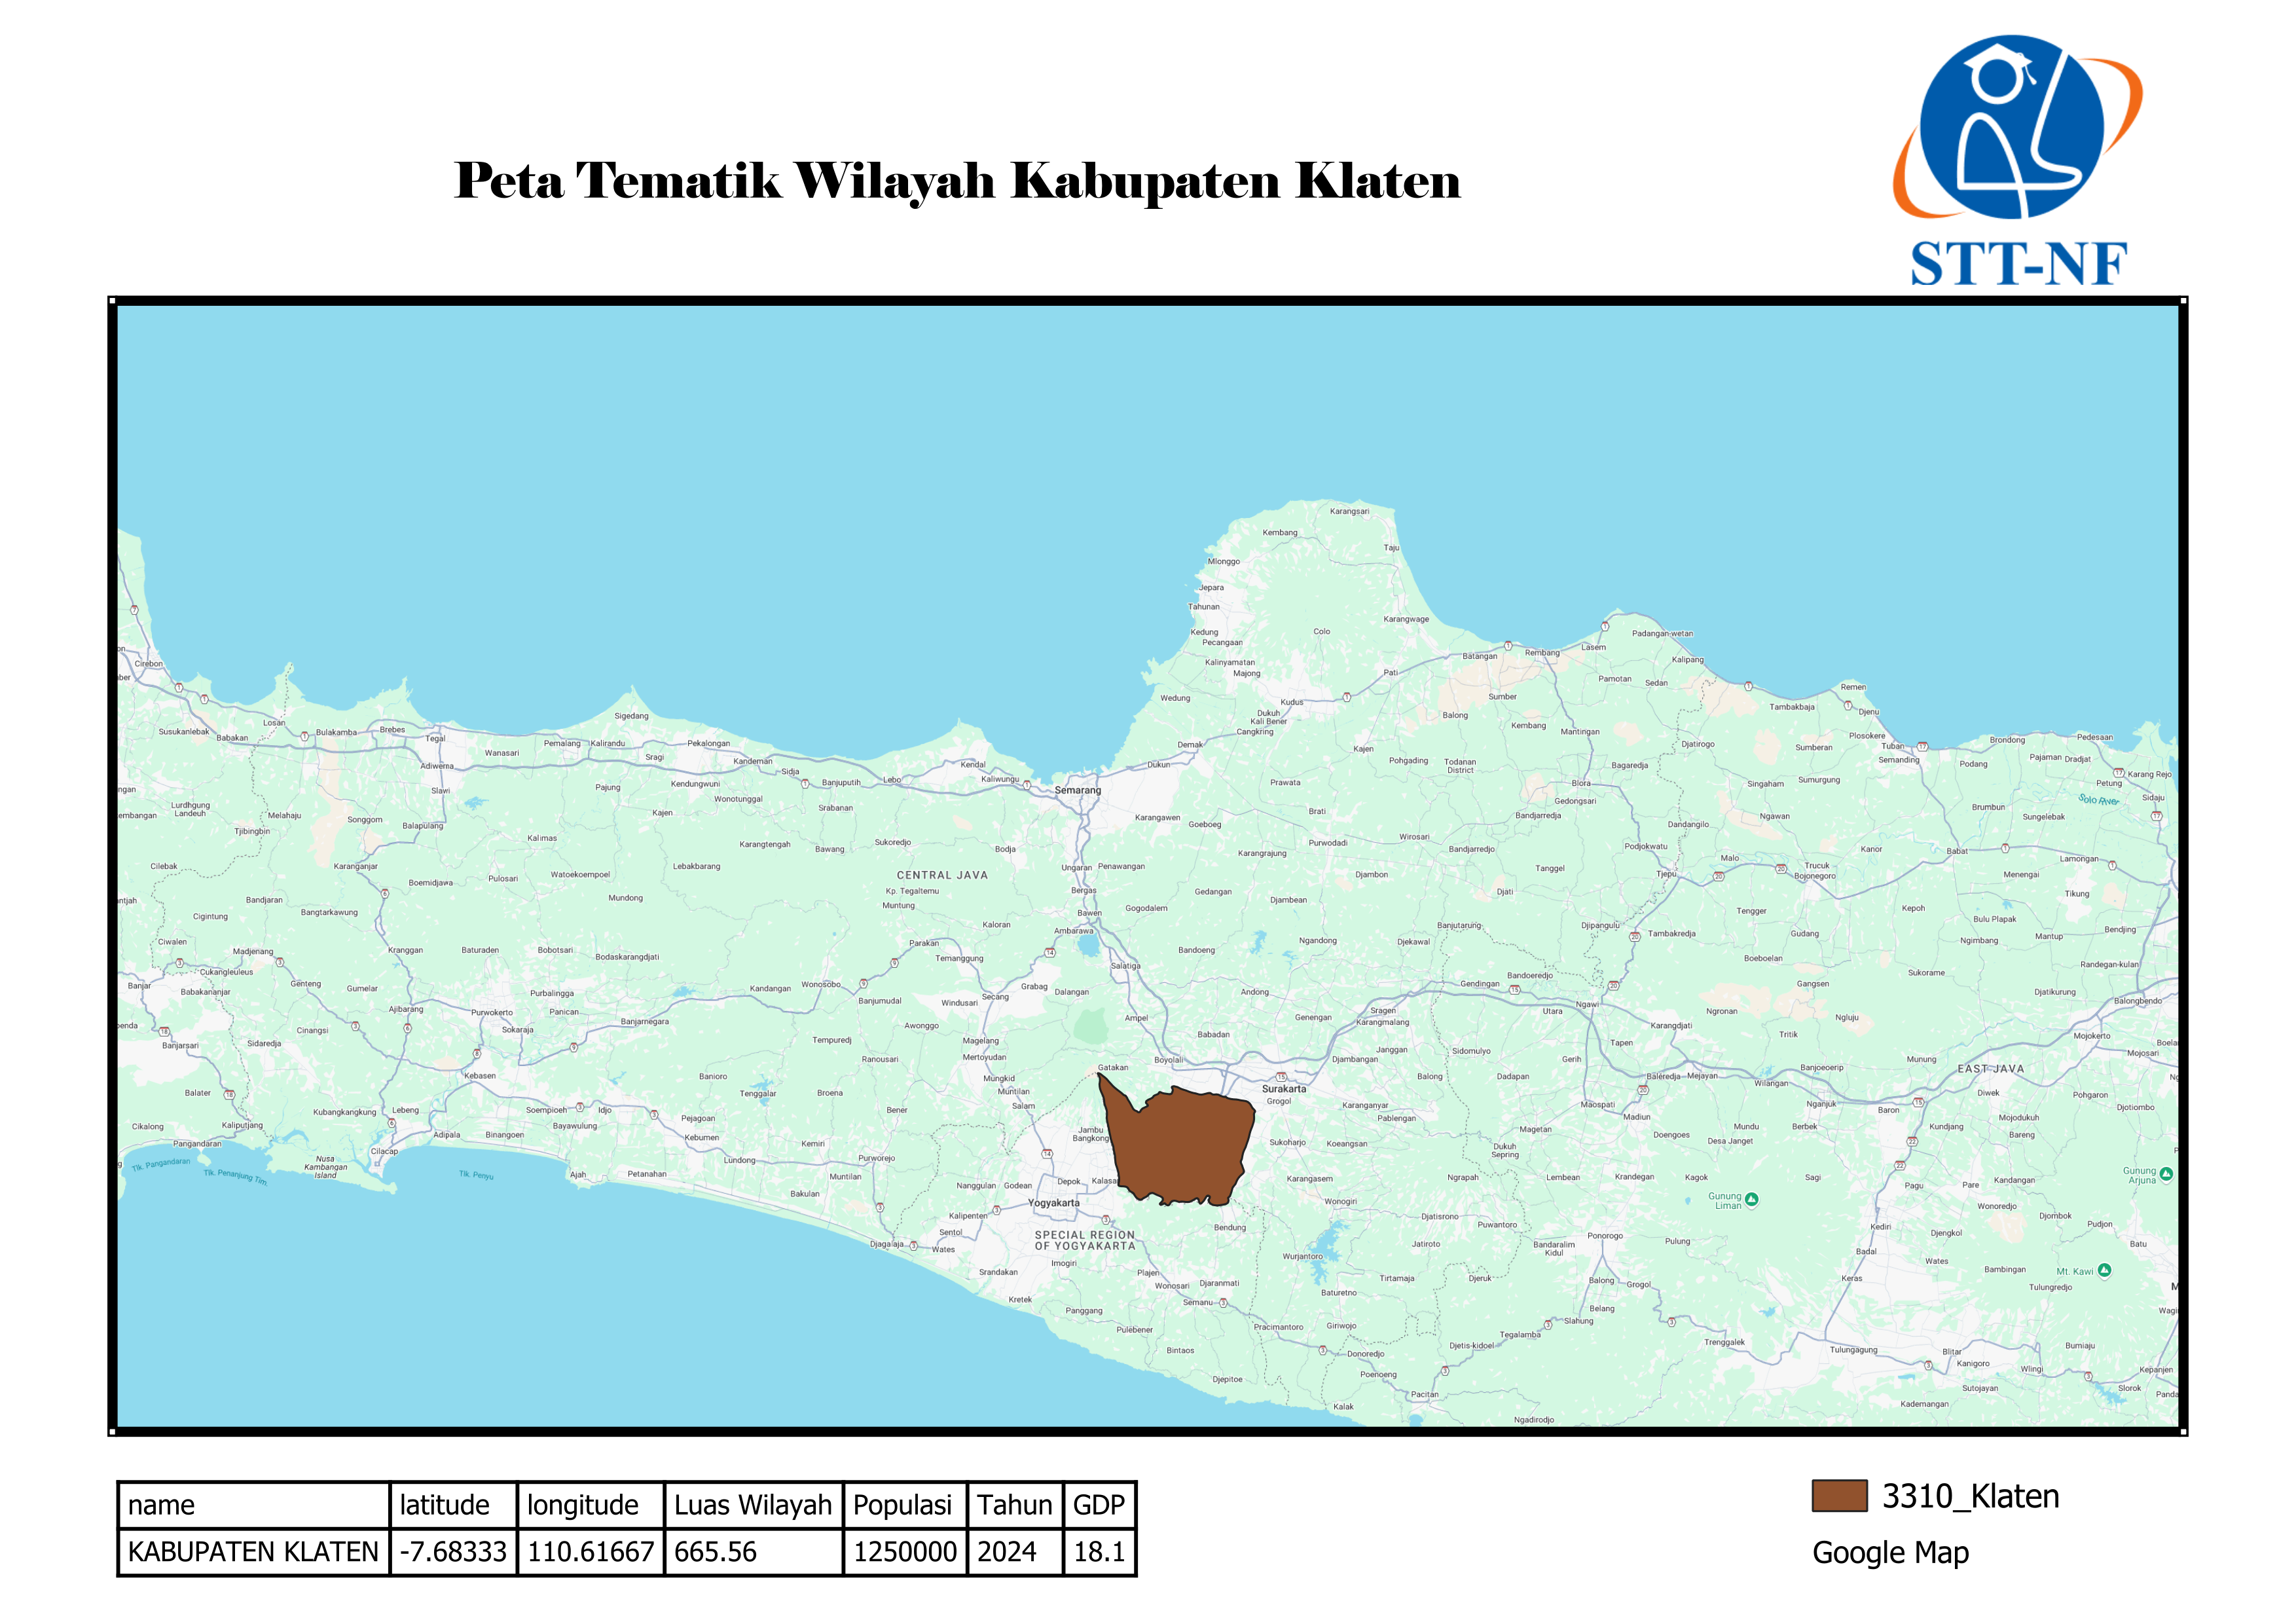 Peta Tematik Wilayah Kabupaten Klaten
STT-NF
Karangsari
Kembang
Taju
Mlonggo
Jepara
Tahunan
Karangwage
Kedung
Colo
Padangan-wetan
Pecangaan
Lasem
Cirebon
Kalinyamatan
Batangan
Rembang
Kalipang
Majong
Pati
Pamotan
Sedan
Remen
Wedung
Kudus
Sumber
Tambakbaja
Djenu
Losan
Sigedang
Dukuh
Kali Bener
Balong
Kembang
Mantingan
Plosokere
Susukanlebak
Babakan
Bulakamba
Brebes
Tegal
Pemalang
Kalirandu
Pekalongan
Cangkring
Demak
Kajen
Djatirogo
Sumberan
Tuban
Brondong
Pedesaan
Wanasari
Sragi
Kandeman
Kendal
Dukun
Pohgading
Todanan
District
Bagaredja
Semanding
Podang
Pajaman
Dradjat
Adiwerna
Sidja
Banjuputih
Lebo
Kaliwungu
Semarang
Prawata
Blora
Singaham
Sumurgung
Petung
Karang Rejo
Slawi
Pajung
Kendungwuni
Wonotunggal
Srabanan
Gedongsari
Solo River
Sidaju
Lurdhgung
Landeuh
Melahaju
Songgom
Balapulang
Kajen
Karangawen
Goeboeg
Brati
Bandjarredja
Ngawan
Brumbun
Sungelebak
Tjibingbin
Kalimas
Karangtengah
Bawang
Sukoredjo
Bodja
Karangrajung
Purwodadi
Wirosari
Bandjarredjo
Dandangilo
Podjokwatu
Kanor
Babat
Lamongan
Cilebak
Karanganjar
Lebakbarang
Ungaran
Penawangan
Malo
Trucuk
Bojonegoro
Boemidjawa
Pulosari
Watoekoempoel
CENTRAL JAVA
Djambon
Tanggel
Tjepu
Menengai
Bandjaran
Mundong
Kp. Tegaltemu
Muntung
Bergas
Gedangan
Djambean
Djati
Tikung
Cigintung
Bangtarkawung
Kaloran
Bawen
Gogodalem
Banjutarung
Djipangulu
Tengger
Kepoh
Bulu Plapak
Bendjing
Ciwalen
Madjenang
Kranggan
Baturaden
Bobotsari
Bodaskarangdjati
Parakan
Temanggung
Ambarawa
Bandoeng
Ngandong
Djekawal
Tambakredja
Gudang
Ngimbang
Mantup
Cukangleuleus
Salatiga
Boeboelan
Sukorame
Randegan-kulan
Banjar
Babakananjar
Genteng
Gumelar
Purbalingga
Kandangan
Wonosobo
Banjumudal
Windusari
Secang
Grabag
Dalangan
Andong
Gendingan
Bandoeredjo
Ngawi
Gangsen
Djatikurung
Balongbendo
Cinangsi
Ajibarang
Purwokerto
Panican
Banjarnegara
Awonggo
Ampel
Genengan
Sragen
Karangmalang
Utara
Karangdjati
Ngronan
Ngluju
Banjarsari
Sidaredja
Sokaraja
Tempuredj
Magelang
Babadan
Tapen
Tritik
Mojokerto
Mertoyudan
Boyolali
Djambangan
Janggan
Sidomulyo
Gerih
Munung
Mojosari
Kebasen
Banioro
Ranousari
Mungkid
Gatakan
Surakarta
Balong
Dadapan
Baleredja
Mejayan
Wilangan
Banjoeoerip
EAST JAVA
Balater
Kubangkangkung
Lebeng
Soempieoeh
Idjo
Tenggalar
Broena
Muntilan
Salam
Grogol
Karanganyar
Pablengan
Maospati
Madiun
Nganjuk
Baron
Diwek
Pohgaron
Djotiombo
Cikalong
Kaliputjang
Adipala
Binangoen
Bayawulung
Pejagoan
Kebumen
Bener
Jambu
Bangkong
Sukoharjo
Koeangsan
Magetan
Doengoes
Mundu
Desa Janget
Berbek
Kundjang
Mojodukuh
Bareng
Pangandaran
Cilacap
Kemiri
Purworejo
Dukuh
Sepring
Tlk. Pangandaran
Tlk. Penanjung Tim.
Nusa
Kambangan
Island
Tlk. Penyu
Ajah
Petanahan
Lundong
Muntilan
Nanggulan
Godean
Depok
Kalasa
Karangasem
Ngrapah
Lembean
Krandegan
Kagok
Sagi
Pagu
Pare
Kandangan
Gunung
Arjuna
Bakulan
Yogyakarta
Wonogiri
Gunung
Liman
Wonoredjo
Kalipenten
Djatisrono
Puwantoro
Djombok
Pudjon
Sentol
SPECIAL REGION
OF YOGYAKARTA
Bendung
Ponorogo
Kediri
Djengkol
Djagalaja
Wates
Wurjantoro
Jatiroto
Bandaralim
Kidul
Pulung
Badal
Wates
Batu
Srandakan
Imogiri
Plajen
Wonosari
Djaranmati
Tirtamaja
Djeruk
Balong
Grogol
Keras
Bambingan
Mt. Kawi
Tulungredjo
Kretek
Panggang
Semanu
Baturetno
Belang
Pulebener
Pracimantoro
Giriwojo
Tegalamba
Slahung
Bintaos
Donoredjo
Djetis-kidoel
Trenggalek
Tulungagung
Blitar
Kanigoro
Wlingi
Bumiaju
Kepanjen
Djepitoe
Poenoeng
Pacitan
Sutojayan
Slorok
Kalak
Ngadirodjo
Kademangan
name latitude longitude Luas Wilayah Populasi Tahun GDP
KABUPATEN KLATEN -7.68333 110.61667 665.56 1250000 2024 18.1
3310_Klaten
Google Map